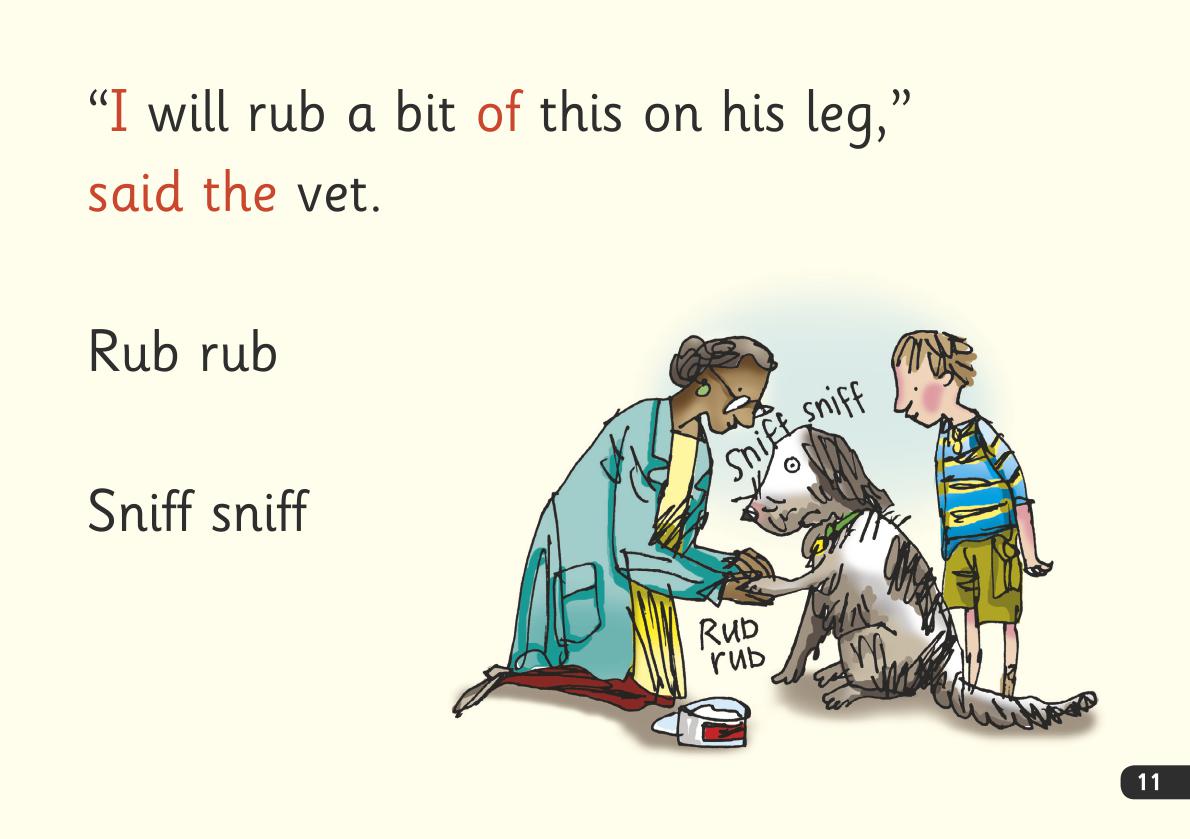 “I will rub a bit of this on his leg,”
said the vet.
Rub rub
Sniff sniff
Sniff sniff
Rub
rub
11